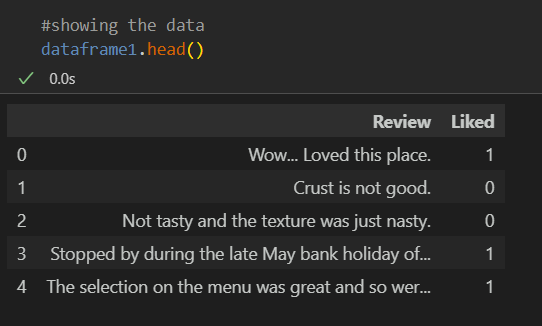 #showing the data
dataframe1.head()
0.0s
Review Liked
0 Wow... Loved this place. 1
1 Crust is not good. 0
2 Not tasty and the texture was just nasty. 0
3 Stopped by during the late May bank holiday of... 1
4 The selection on the menu was great and so wer... 1